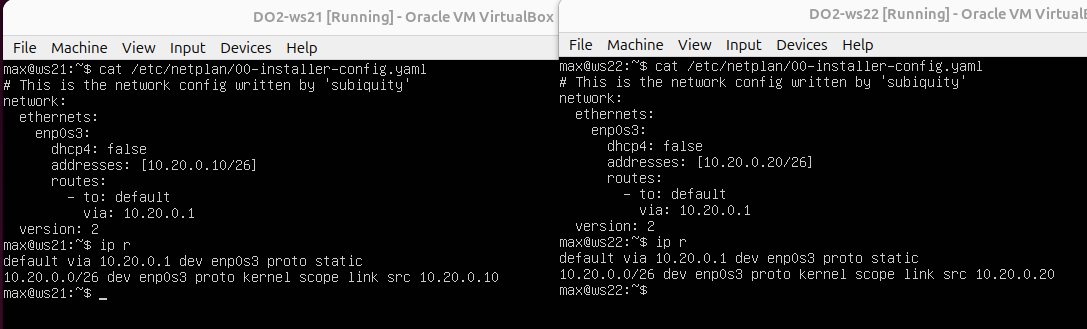 DO2-ws21 [Running] - Oracle VM VirtualBox
File Machine View Input Devices Help
max@ws21:~$ cat /etc/netplan/00-installer-config.yaml
# This is the network config written by 'subiquity'
network:
  ethernets:
    enp0s3:
      dhcp4: false
      addresses: [10.20.0.10/26]
      routes:
        - to: default
          via: 10.20.0.1
  version: 2
max@ws21:~$ ip r
default via 10.20.0.1 dev enp0s3 proto static
10.20.0.0/26 dev enp0s3 proto kernel scope link src 10.20.0.10
max@ws21:~$ _
DO2-ws22 [Running] - Oracle VM VirtualB
File Machine View Input Devices Help
max@ws22:~$ cat /etc/netplan/00-installer-config.yaml
# This is the network config written by 'subiquity'
network:
  ethernets:
    enp0s3:
      dhcp4: false
      addresses: [10.20.0.20/26]
      routes:
        - to: default
          via: 10.20.0.1
  version: 2
max@ws22:~$ ip r
default via 10.20.0.1 dev enp0s3 proto static
10.20.0.0/26 dev enp0s3 proto kernel scope link src 10.20.0.20
max@ws22:~$